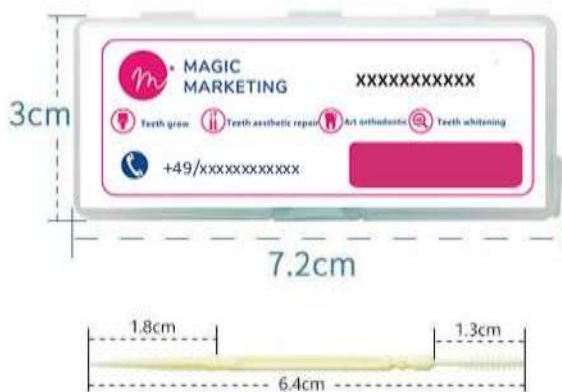 MAGIC
MARKETING
xxxxxxxxxxx
Teeth grow Teeth aesthetic repair Art orthodontic Teeth whitening
+49/xxxxxxxxxxxx
3cm
7.2cm
1.8cm
1.3cm
6.4cm